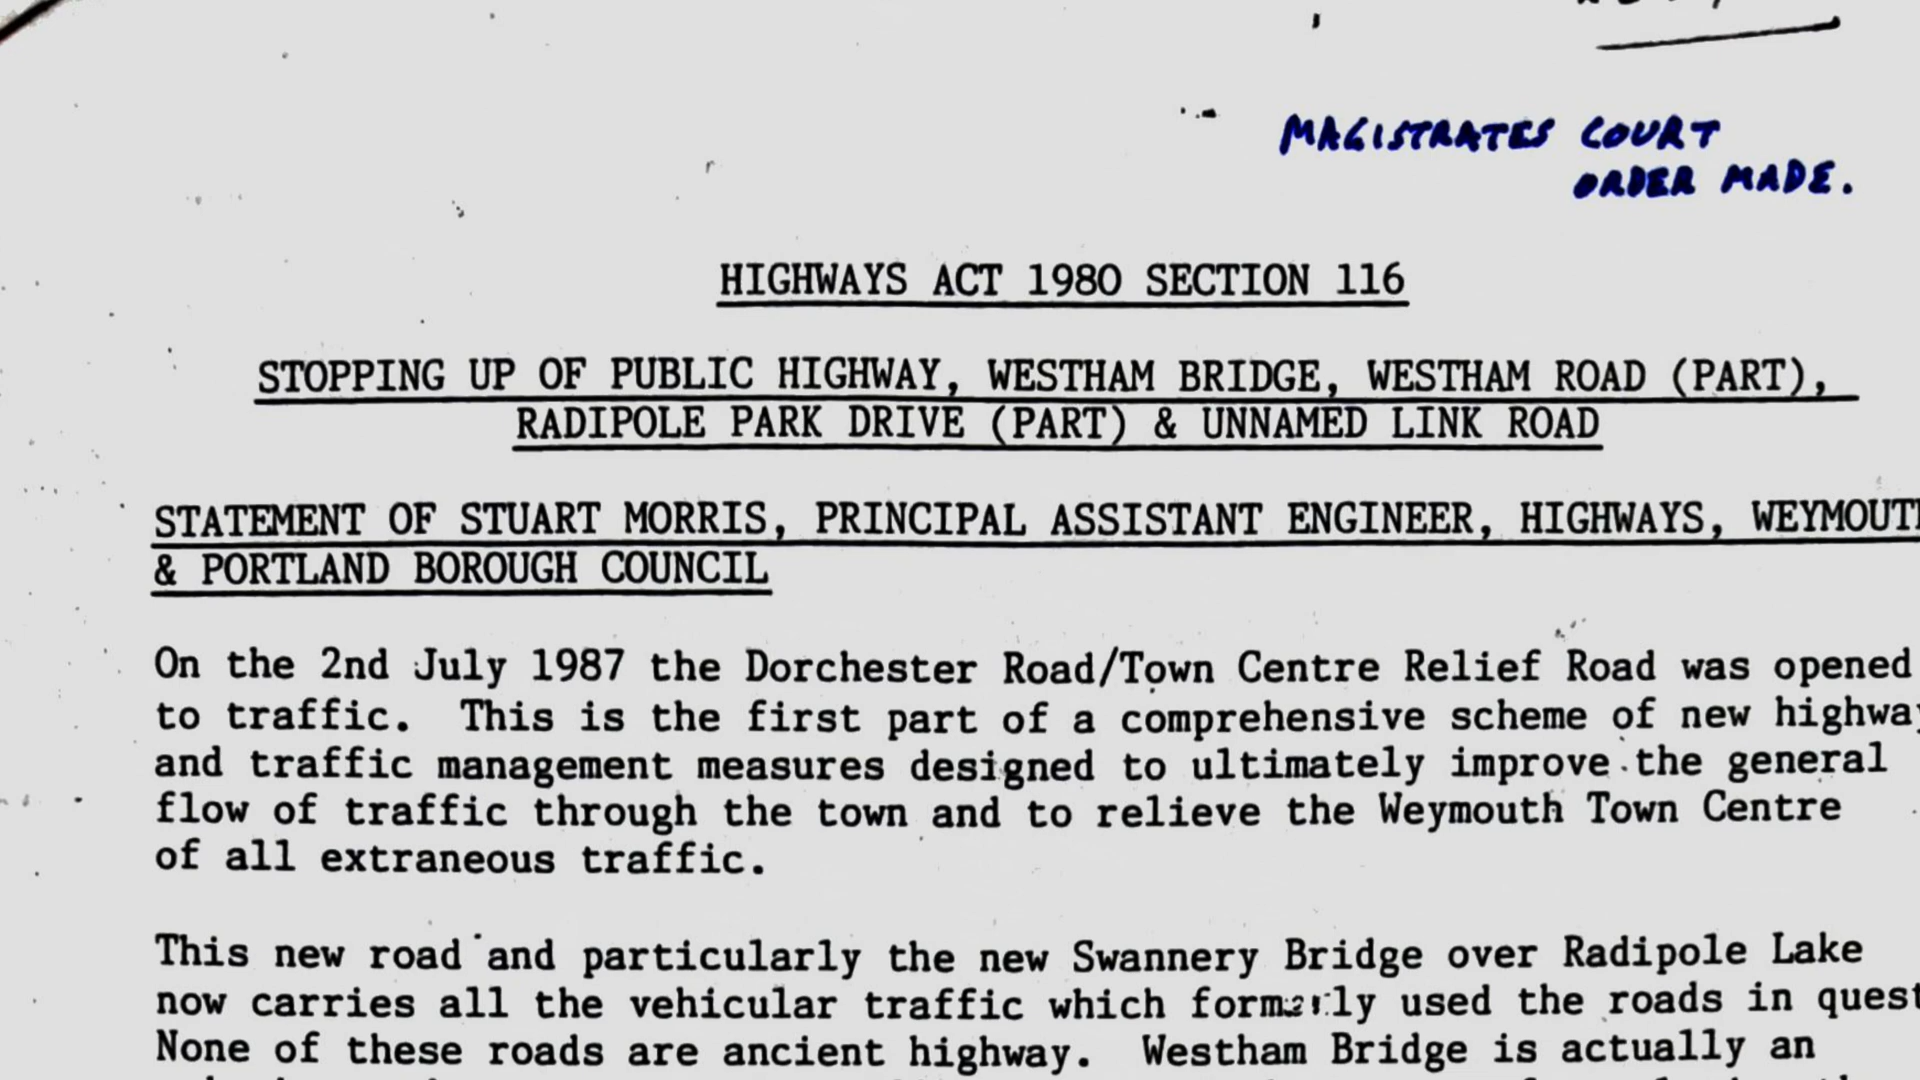 MAGISTRATES COURT
ORDER MADE.
HIGHWAYS ACT 1980 SECTION 116
STOPPING UP OF PUBLIC HIGHWAY, WESTHAM BRIDGE, WESTHAM ROAD (PART),
RADIPOLE PARK DRIVE (PART) & UNNAMED LINK ROAD
STATEMENT OF STUART MORRIS, PRINCIPAL ASSISTANT ENGINEER, HIGHWAYS, WEYMOUTH
& PORTLAND BOROUGH COUNCIL
On the 2nd July 1987 the Dorchester Road/Town Centre Relief Road was opened
to traffic. This is the first part of a comprehensive scheme of new highway
and traffic management measures designed to ultimately improve the general
flow of traffic through the town and to relieve the Weymouth Town Centre
of all extraneous traffic.
This new road and particularly the new Swannery Bridge over Radipole Lake
now carries all the vehicular traffic which formerly used the roads in quest
None of these roads are ancient highway. Westham Bridge is actually an